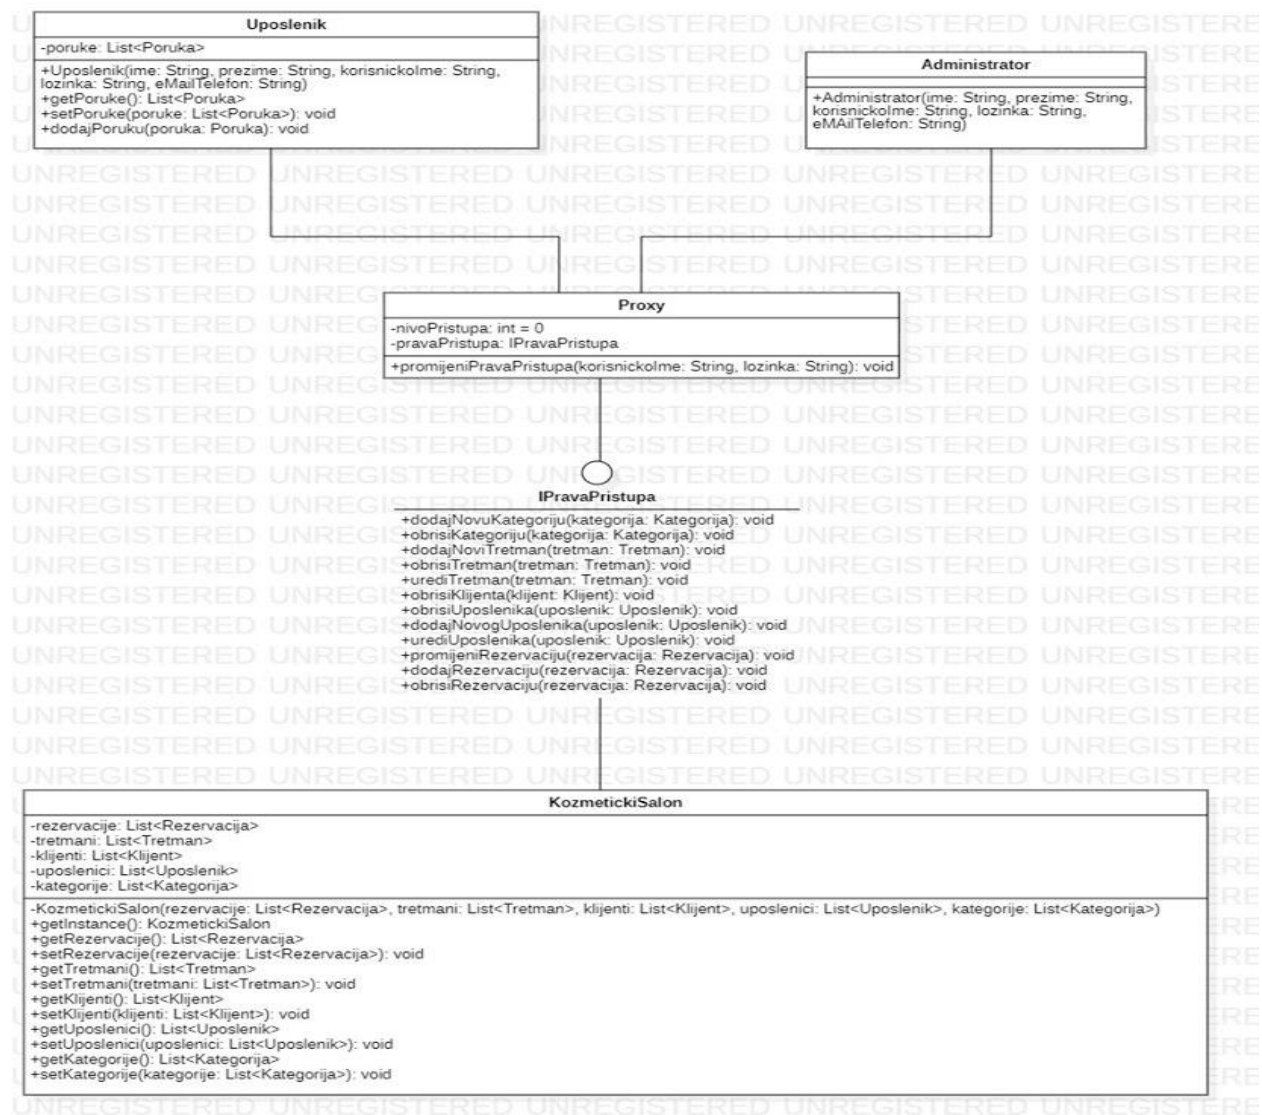 Uposlenik
-poruke: List<Poruka>
+Uposlenik(ime: String, prezime: String, korisnickoIme: String,
lozinka: String, eMailTelefon: String)
+getPoruke(): List<Poruka>
+setPoruke(poruke: List<Poruka>): void
+dodajPoruku(poruka: Poruka): void
Administrator
+Administrator(ime: String, prezime: String,
korisnickoIme: String, lozinka: String,
eMAilTelefon: String)
Proxy
-nivoPristupa: int = 0
-pravaPristupa: IPravaPristupa
+promijeniPravaPristupa(korisnickoIme: String, lozinka: String): void
IPravaPristupa
+dodajNovuKategoriju(kategorija: Kategorija): void
+obrisiKategoriju(kategorija: Kategorija): void
+dodajNoviTretman(tretman: Tretman): void
+obrisiTretman(tretman: Tretman): void
+urediTretman(tretman: Tretman): void
+obrisiKlijenta(klijent: Klijent): void
+obrisiUposlenika(uposlenik: Uposlenik): void
+dodajNovogUposlenika(uposlenik: Uposlenik): void
+urediUposlenika(uposlenik: Uposlenik): void
+promijeniRezervaciju(rezervacija: Rezervacija): void
+dodajRezervaciju(rezervacija: Rezervacija): void
+obrisiRezervaciju(rezervacija: Rezervacija): void
KozmetickiSalon
-rezervacije: List<Rezervacija>
-tretmani: List<Tretman>
-klijenti: List<Klijent>
-uposlenici: List<Uposlenik>
-kategorije: List<Kategorija>
-KozmetickiSalon(rezervacije: List<Rezervacija>, tretmani: List<Tretman>, klijenti: List<Klijent>, uposlenici: List<Uposlenik>, kategorije: List<Kategorija>)
+getInstance(): KozmetickiSalon
+getRezervacije(): List<Rezervacija>
+setRezervacije(rezervacije: List<Rezervacija>): void
+getTretmani(): List<Tretman>
+setTretmani(tretmani: List<Tretman>): void
+getKlijenti(): List<Klijent>
+setKlijenti(klijenti: List<Klijent>): void
+getUposlenici(): List<Uposlenik>
+setUposlenici(uposlenici: List<Uposlenik>): void
+getKategorije(): List<Kategorija>
+setKategorije(kategorije: List<Kategorija>): void